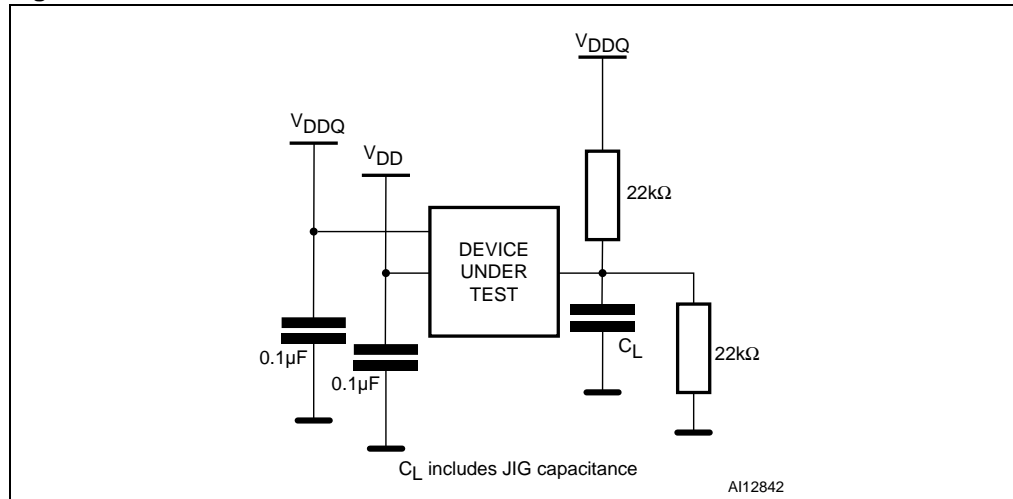 VDDQ
VDDQ
VDD
22kΩ
DEVICE
UNDER
TEST
0.1µF
0.1µF
CL
22kΩ
CL includes JIG capacitance
AI12842